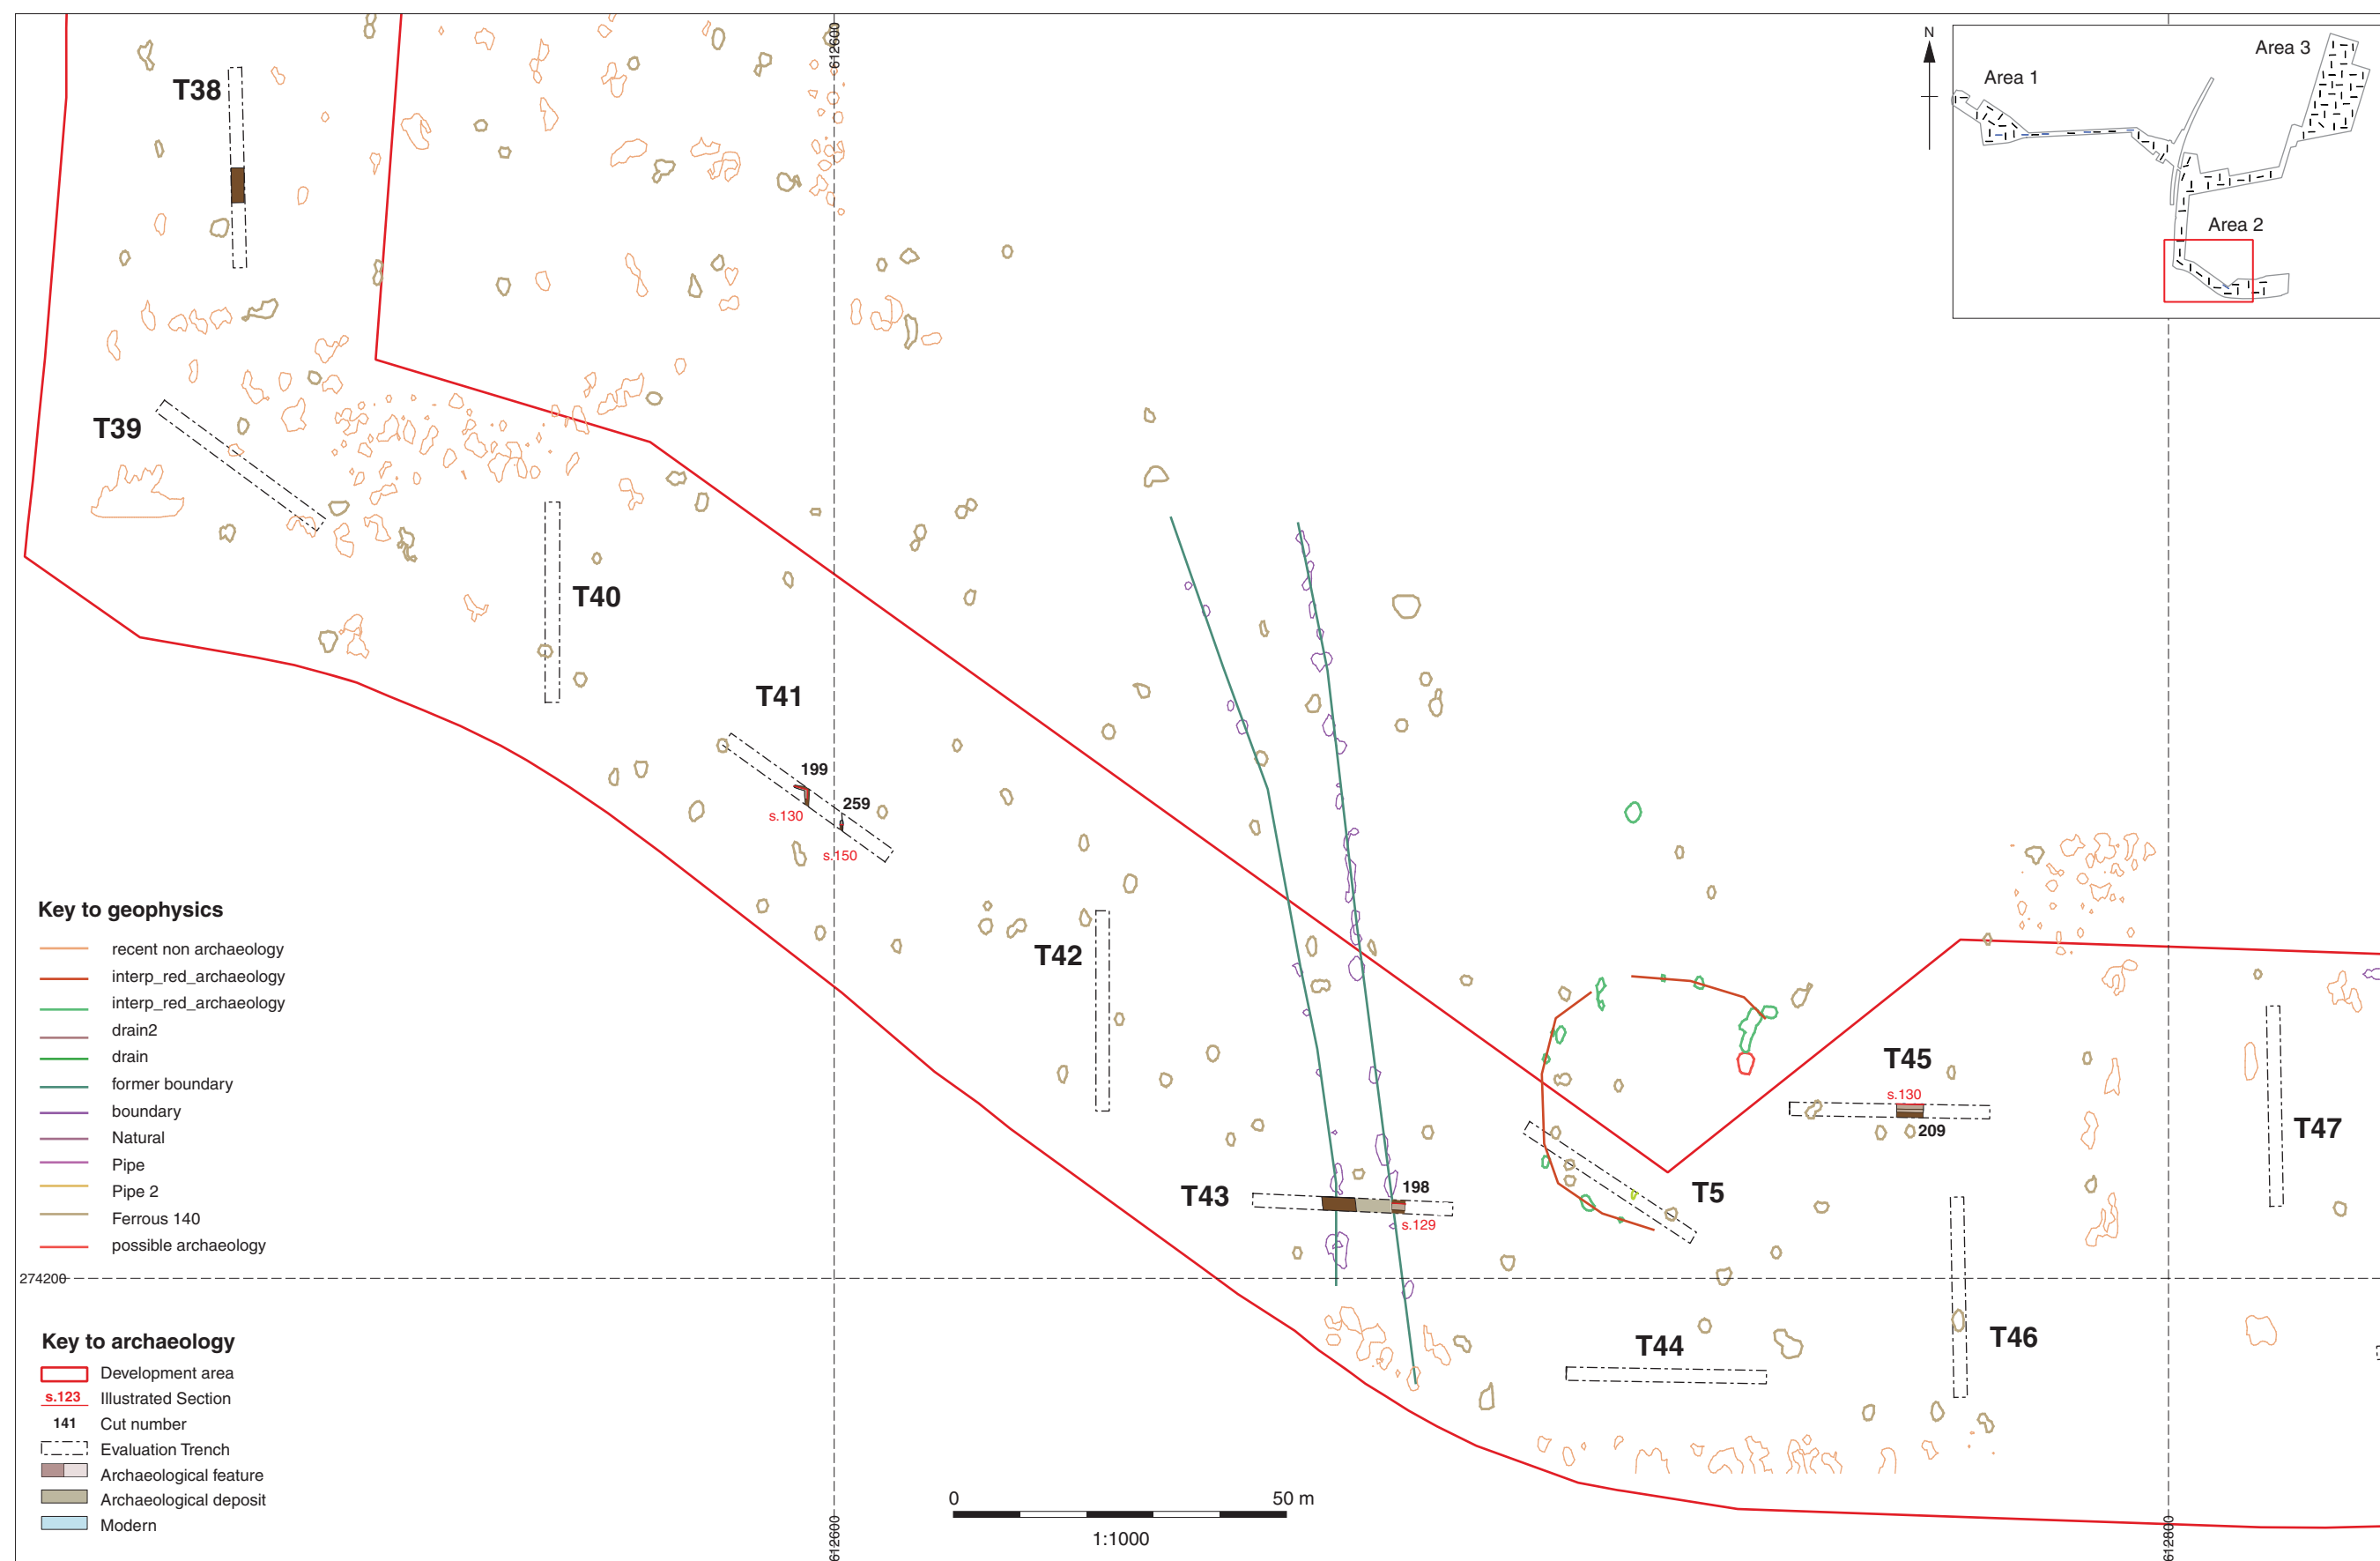 612600
N
Area 3
Area 1
Area 2
T38
T39
T40
T41
199
259
s.130
s.150
T42
T43
198
s.129
T5
T45
s.130
209
T47
T44
T46
Key to geophysics
recent non archaeology
interp_red_archaeology
interp_red_archaeology
drain2
drain
former boundary
boundary
Natural
Pipe
Pipe 2
Ferrous 140
possible archaeology
274200
Key to archaeology
Development area
s.123 Illustrated Section
141 Cut number
Evaluation Trench
Archaeological feature
Archaeological deposit
Modern
0 50 m
1:1000
612600
612800